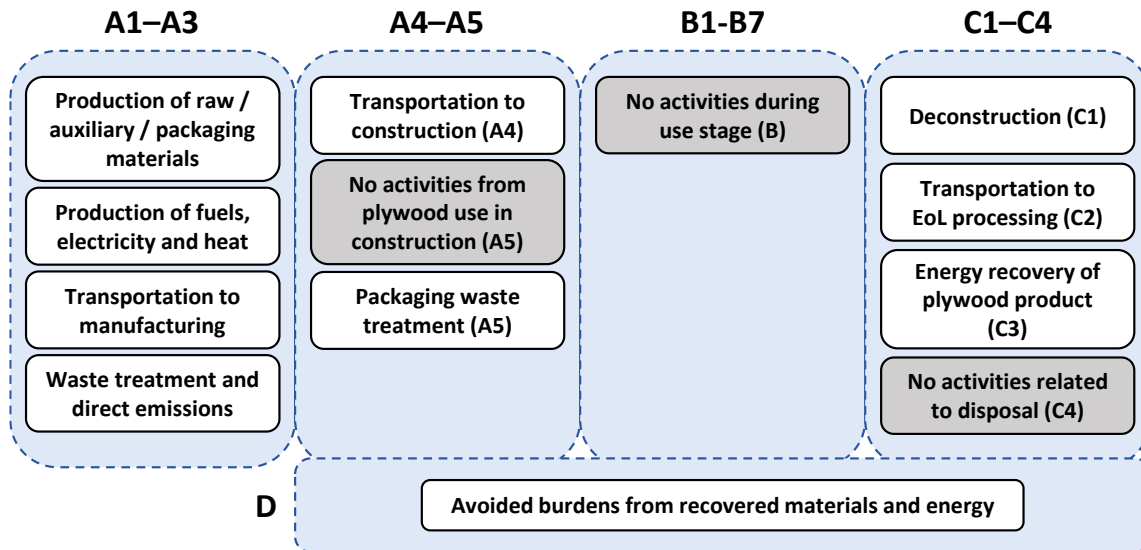 A1–A3
Production of raw /
auxiliary / packaging
materials
Production of fuels,
electricity and heat
Transportation to
manufacturing
Waste treatment and
direct emissions
A4–A5
Transportation to
construction (A4)
No activities from
plywood use in
construction (A5)
Packaging waste
treatment (A5)
B1-B7
No activities during
use stage (B)
C1–C4
Deconstruction (C1)
Transportation to
EoL processing (C2)
Energy recovery of
plywood product
(C3)
No activities related
to disposal (C4)
D
Avoided burdens from recovered materials and energy